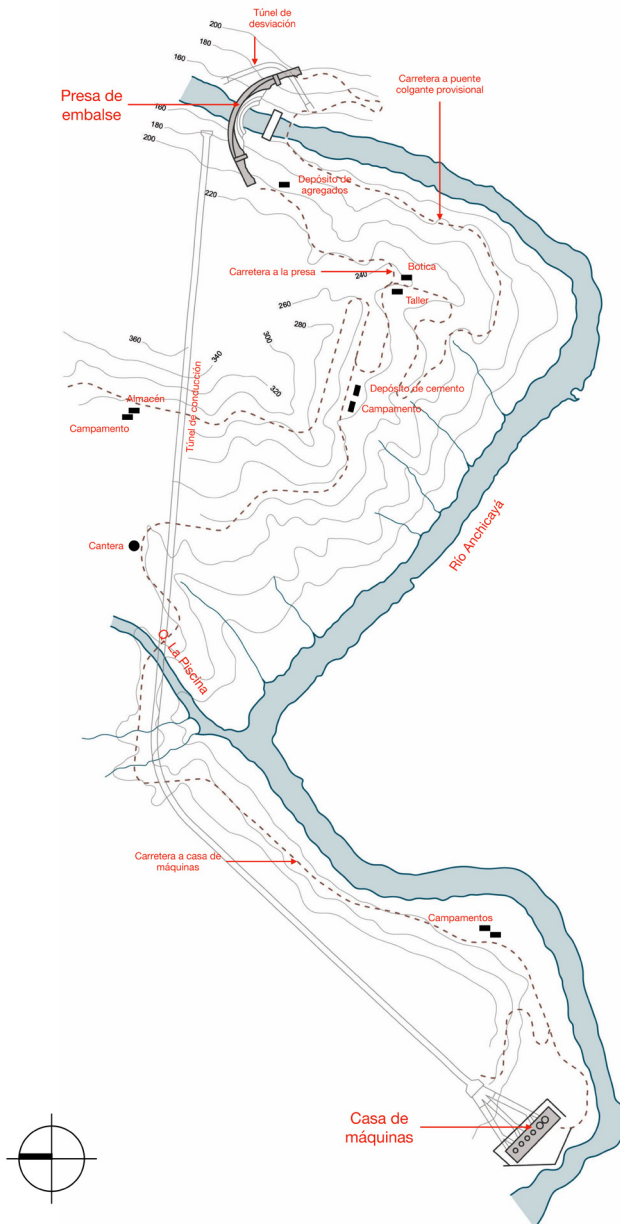 Túnel de
desviación
200
180
160
Presa de
embalse
160
180
200
220
Carretera a puente
colgante provisional
Depósito de
agregados
Carretera a la presa
240
Botica
Taller
260
280
300
320
340
360
Depósito de cemento
Campamento
Almacén
Campamento
Túnel de conducción
Cantera
Río Anchicayá
Q. La Piscina
Carretera a casa de
máquinas
Campamentos
Casa de
máquinas